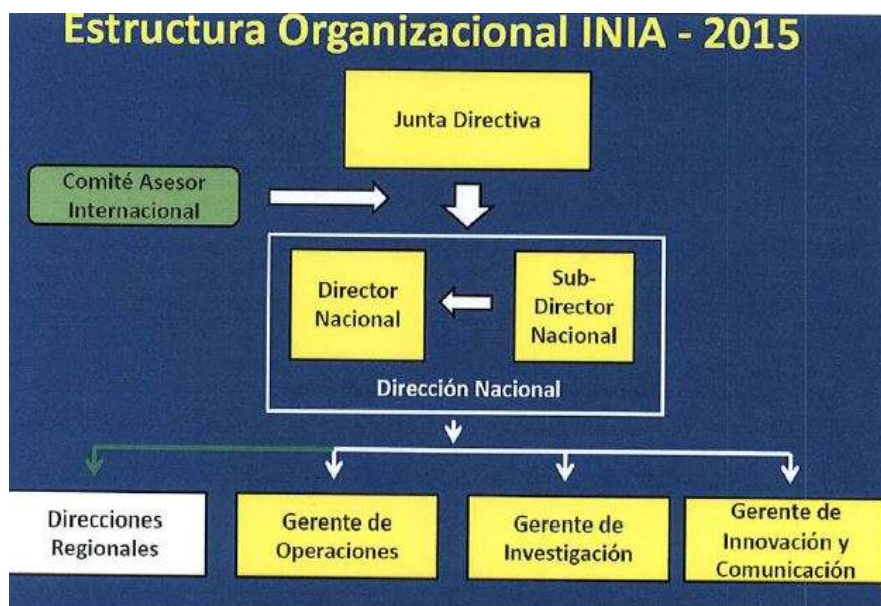 Estructura Organizacional INIA - 2015
Junta Directiva
Comité Asesor
Internacional
Director
Nacional
Sub-
Director
Nacional
Dirección Nacional
Direcciones
Regionales
Gerente de
Operaciones
Gerente de
Investigación
Gerente de
Innovación y
Comunicación